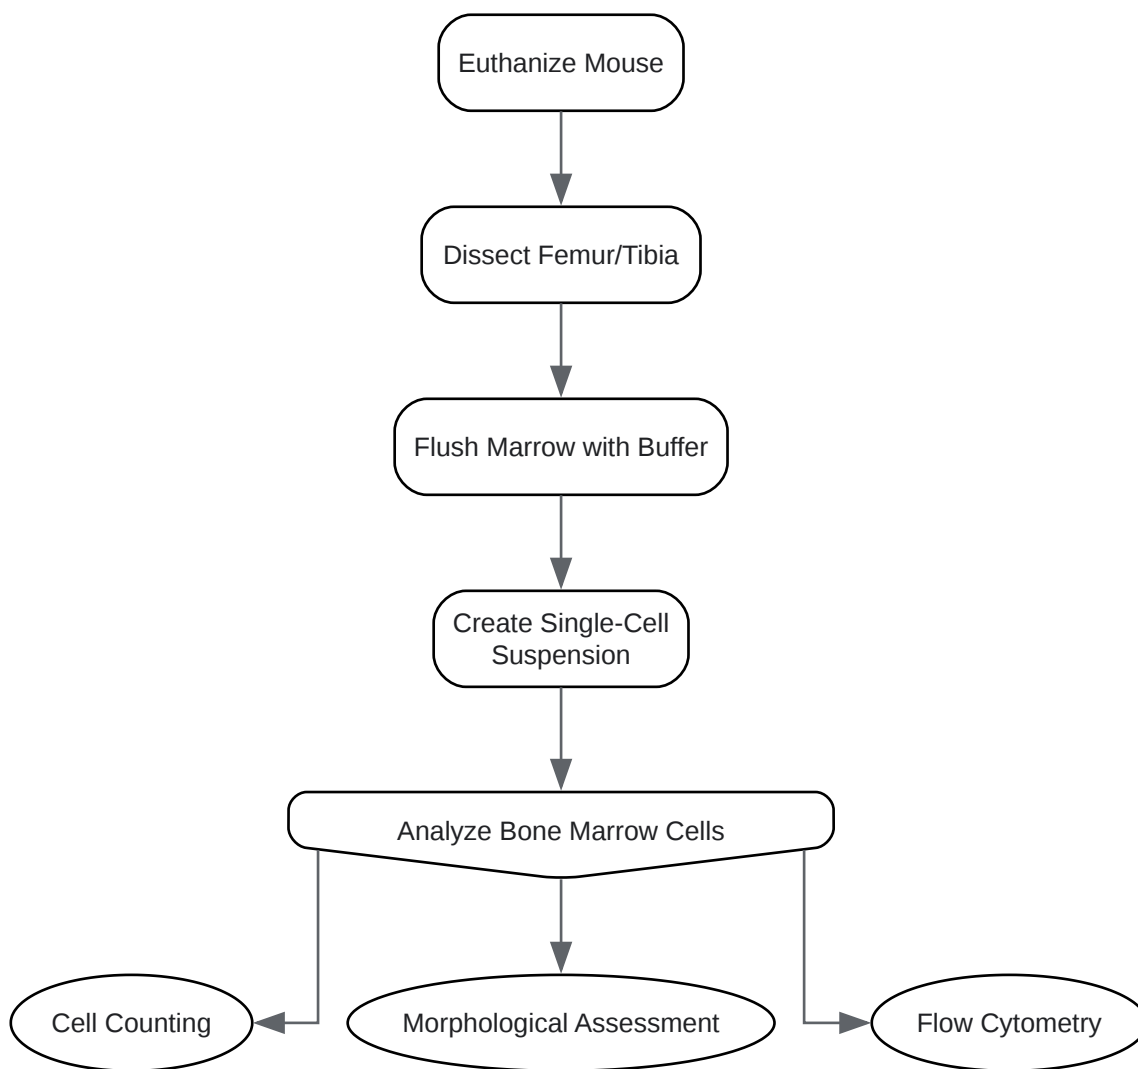 Euthanize Mouse
Dissect Femur/Tibia
Flush Marrow with Buffer
Create Single-Cell
Suspension
Analyze Bone Marrow Cells
Cell Counting
Morphological Assessment
Flow Cytometry